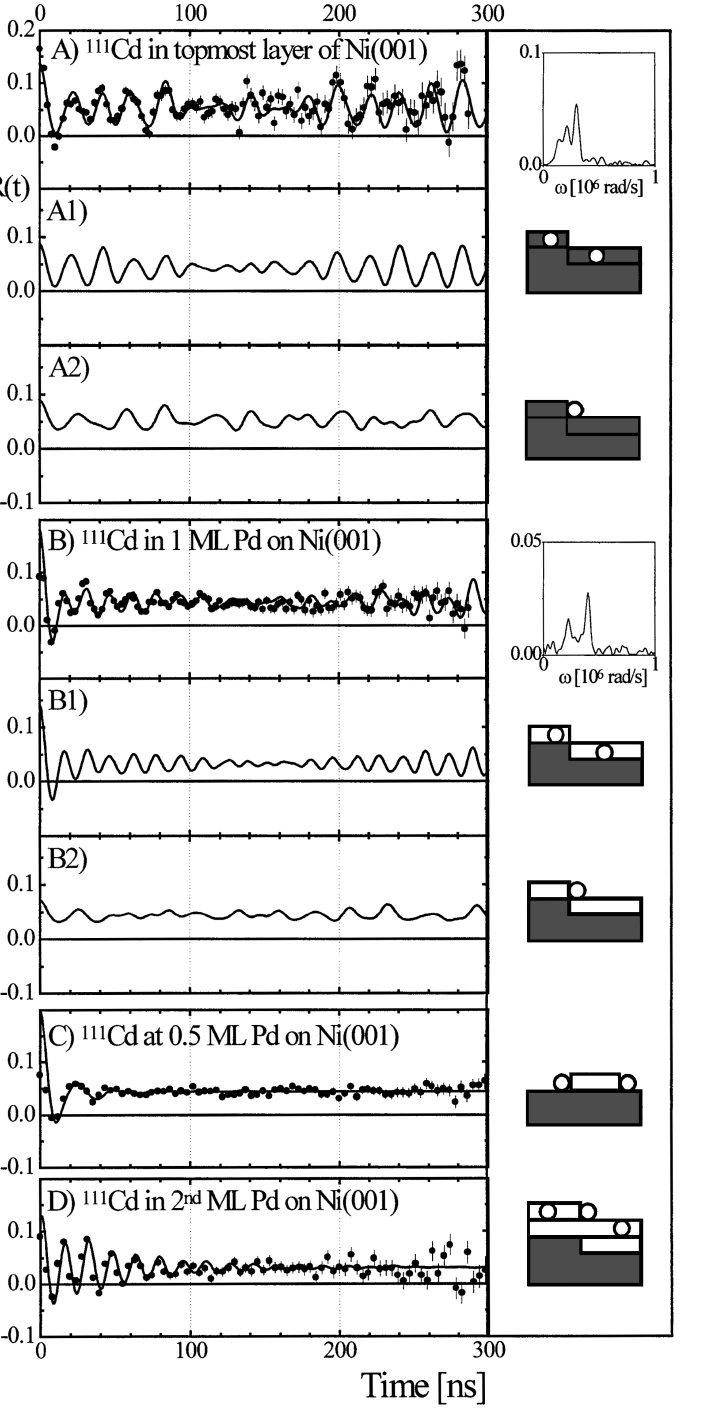 0 100 200 300
0.2
A) ¹¹¹Cd in topmost layer of Ni(001)
0.1
0.0
R(t)
0.1
0.0
0 1
ω [10⁶ rad/s]
A1)
0.1
0.0
A2)
0.1
0.0
-0.1
B) ¹¹¹Cd in 1 ML Pd on Ni(001)
0.1
0.0
0.05
0.00
0 1
ω [10⁶ rad/s]
B1)
0.1
0.0
B2)
0.1
0.0
-0.1
C) ¹¹¹Cd at 0.5 ML Pd on Ni(001)
0.1
0.0
-0.1
D) ¹¹¹Cd in 2ⁿᵈ ML Pd on Ni(001)
0.1
0.0
-0.1
0 100 200 300
Time [ns]